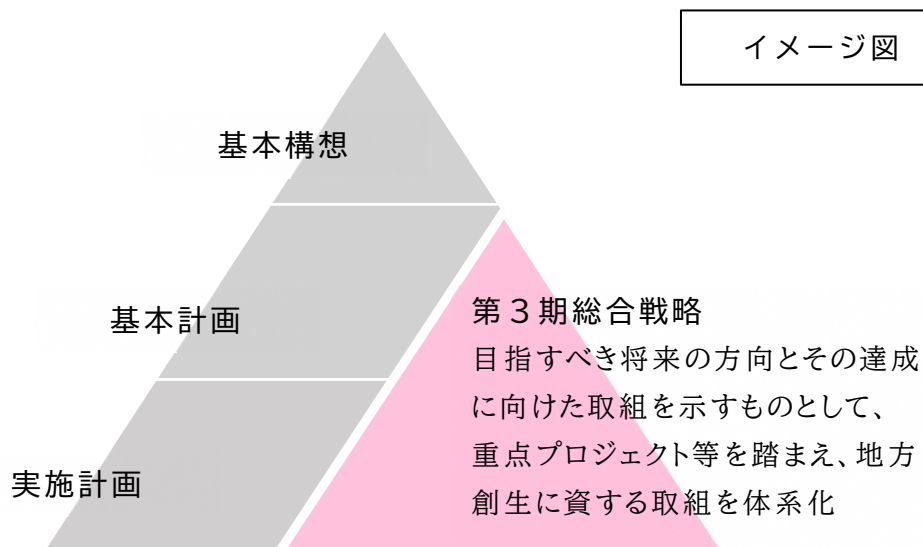 イメージ図
基本構想
基本計画
第３期総合戦略
目指すべき将来の方向とその達成
に向けた取組を示すものとして、
重点プロジェクト等を踏まえ、地方
創生に資する取組を体系化
実施計画